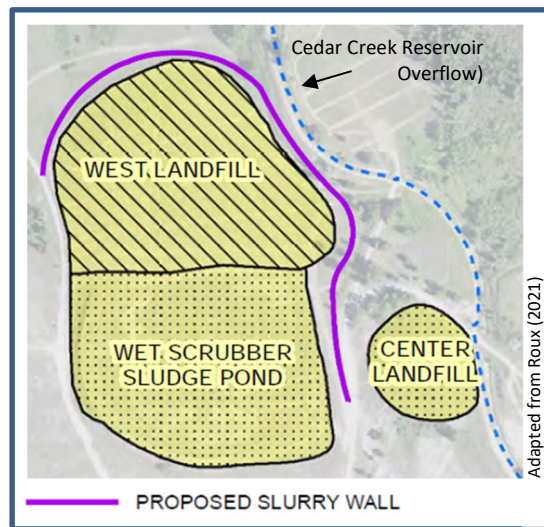 Cedar Creek Reservoir
Overflow)
WEST LANDFILL
WET SCRUBBER
SLUDGE POND
CENTER
LANDFILL
Adapted from Roux (2021)
PROPOSED SLURRY WALL